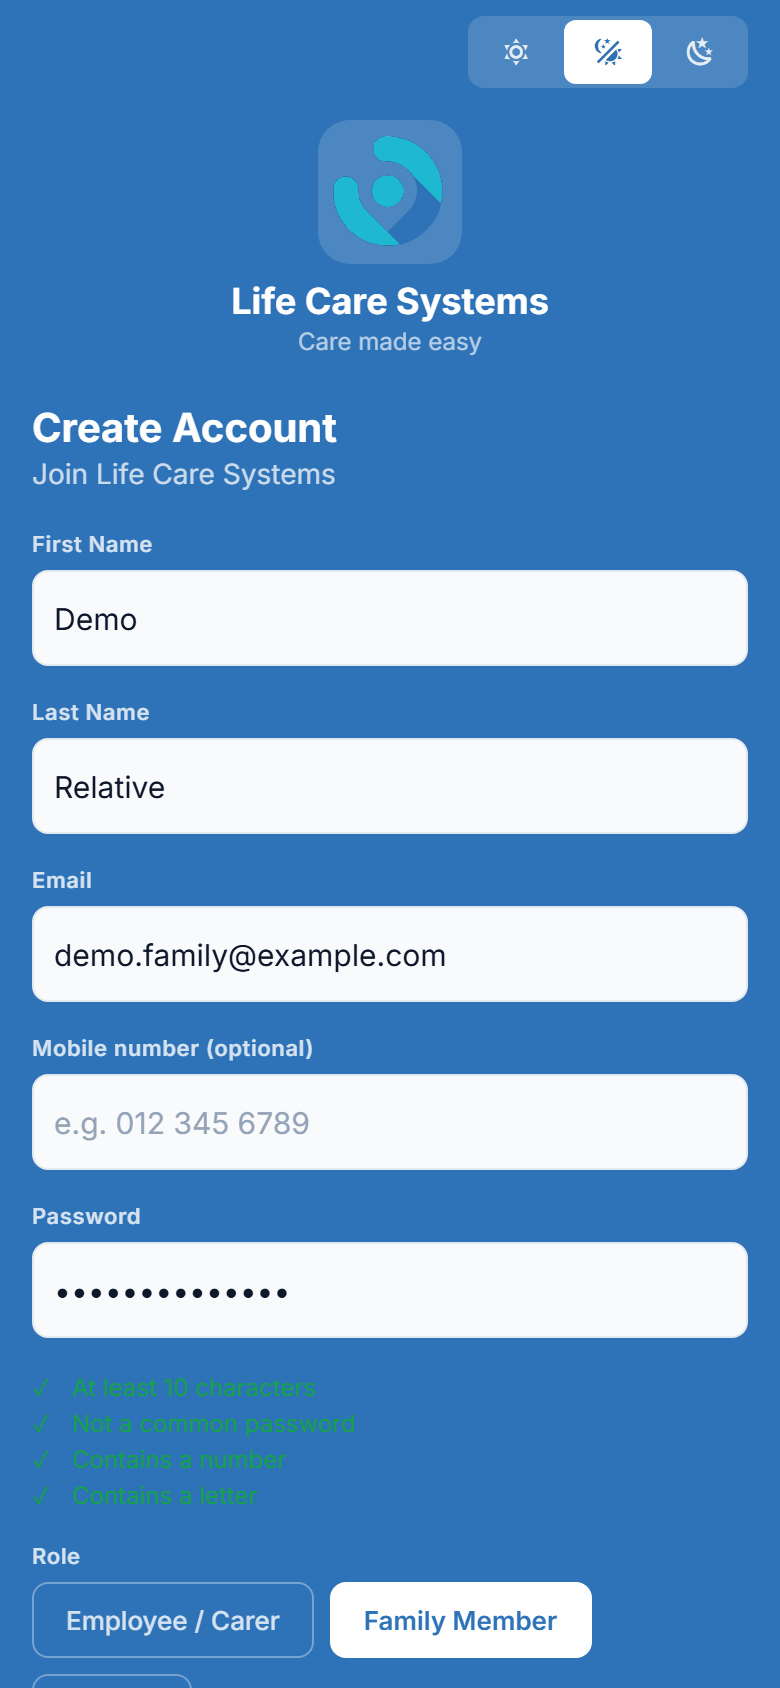 Life Care Systems
Care made easy
Create Account
Join Life Care Systems
First Name
Demo
Last Name
Relative
Email
demo.family@example.com
Mobile number (optional)
e.g. 012 345 6789
Password
••••••••••••••
✓ At least 10 characters
✓ Not a common password
✓ Contains a number
✓ Contains a letter
Role
Employee / Carer
Family Member